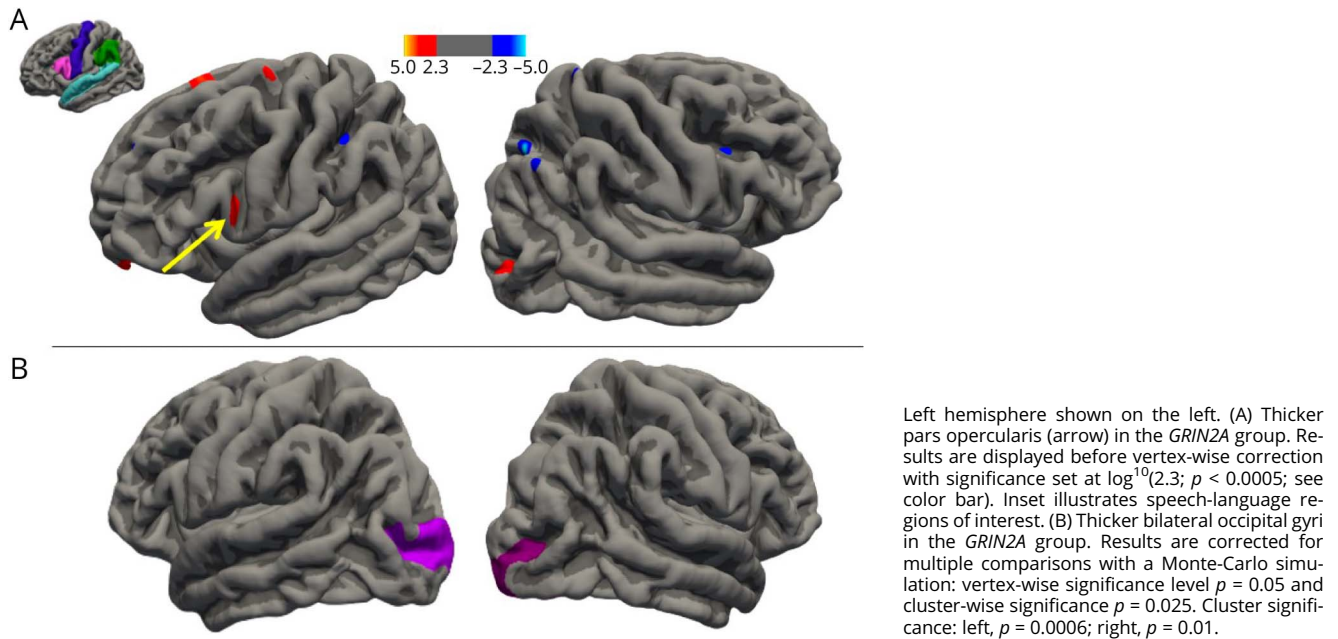 A
5.0 2.3 −2.3 −5.0
B
Left hemisphere shown on the left. (A) Thicker
pars opercularis (arrow) in the GRIN2A group. Re-
sults are displayed before vertex-wise correction
with significance set at log10(2.3; p < 0.0005; see
color bar). Inset illustrates speech-language re-
gions of interest. (B) Thicker bilateral occipital gyri
in the GRIN2A group. Results are corrected for
multiple comparisons with a Monte-Carlo simu-
lation: vertex-wise significance level p = 0.05 and
cluster-wise significance p = 0.025. Cluster signifi-
cance: left, p = 0.0006; right, p = 0.01.